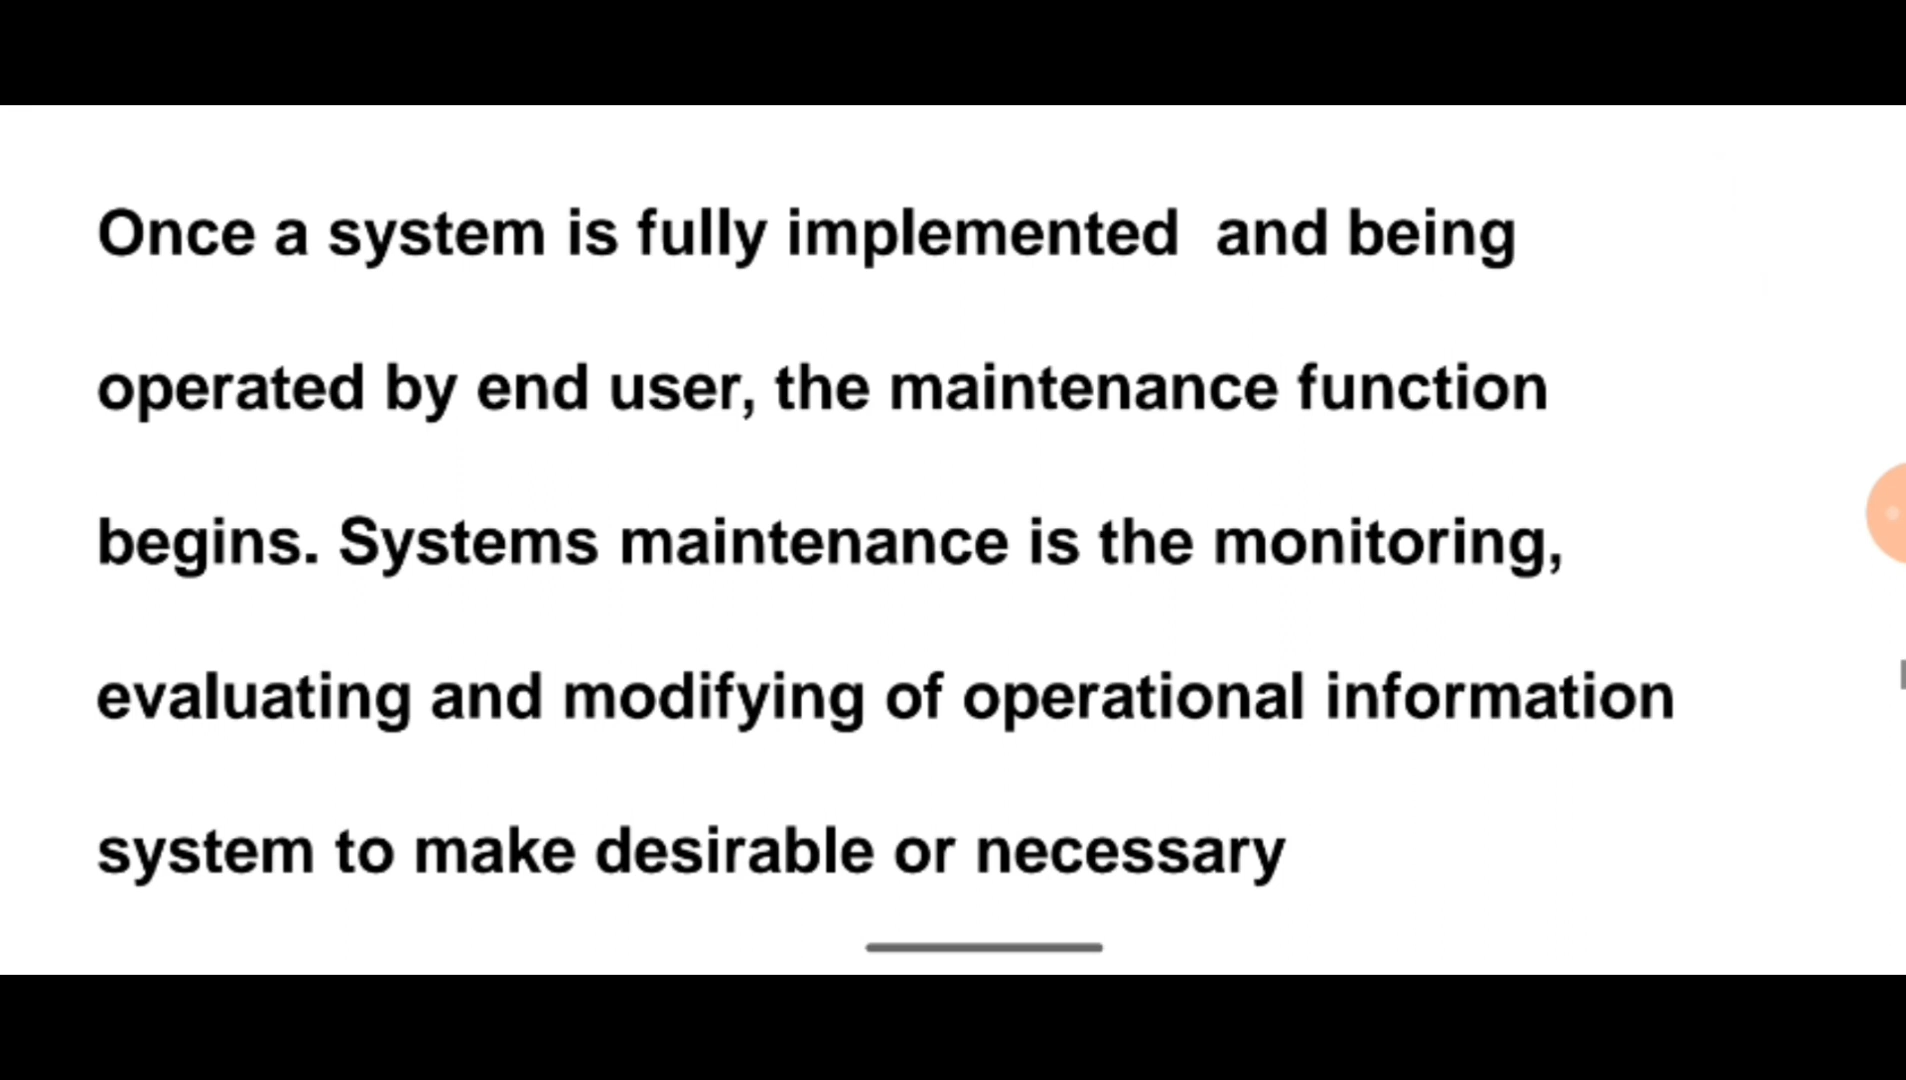 Once a system is fully implemented  and being
operated by end user, the maintenance function
begins. Systems maintenance is the monitoring,
evaluating and modifying of operational information
system to make desirable or necessary